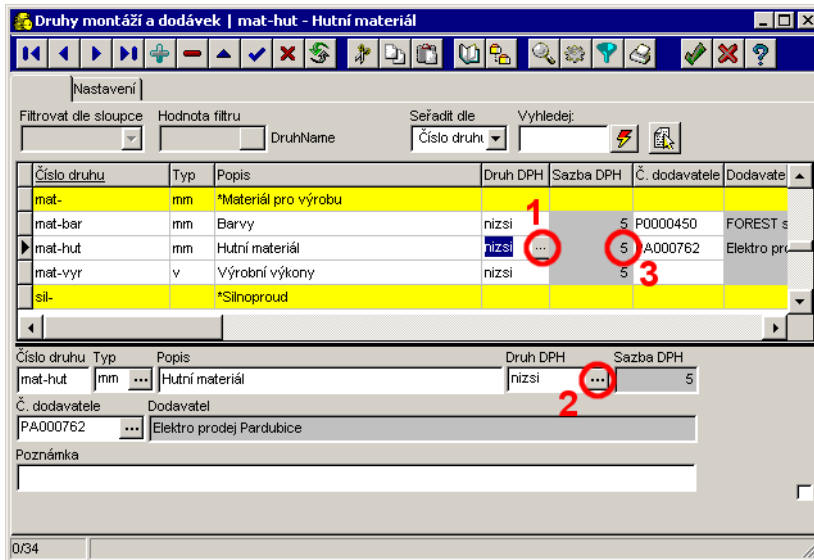 Druhy montáží a dodávek | mat-hut - Hutní materiál
Nastavení
Filtrovat dle sloupce Hodnota filtru Seřadit dle Vyhledej:
DruhName Číslo druhu
Číslo druhu Typ Popis Druh DPH Sazba DPH Č. dodavatele Dodavate
mat- mm *Materiál pro výrobu
1
mat-bar mm Barvy nizsi 5 P0000450 FOREST s
mat-hut mm Hutní materiál nizsi ... 5 PA000762 Elektro pro
mat-vyr v Výrobní výkony nizsi 5
3
sil- *Silnoproud
Číslo druhu Typ Popis Druh DPH Sazba DPH
mat-hut mm ... Hutní materiál nizsi ... 5
2
Č. dodavatele Dodavatel
PA000762 ... Elektro prodej Pardubice
Poznámka
0/34